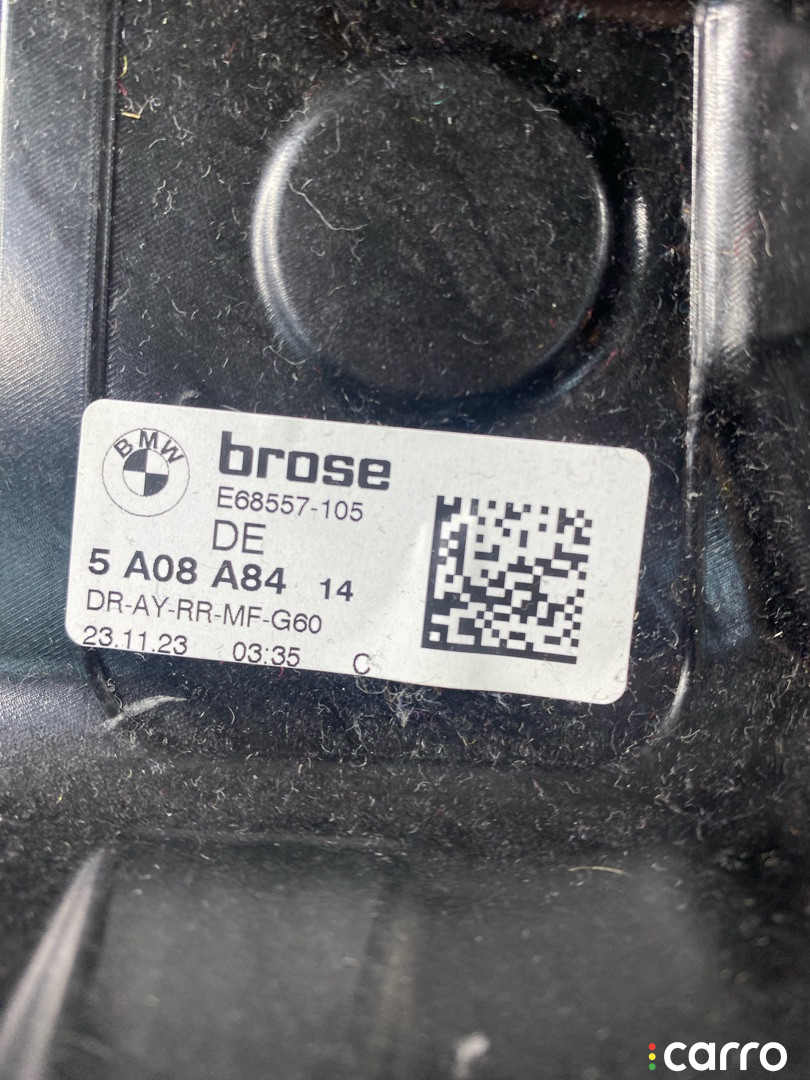 BMW
brose
E68557-105
DE
5 A08 A84 14
DR-AY-RR-MF-G60
23.11.23 03:35 C
carro